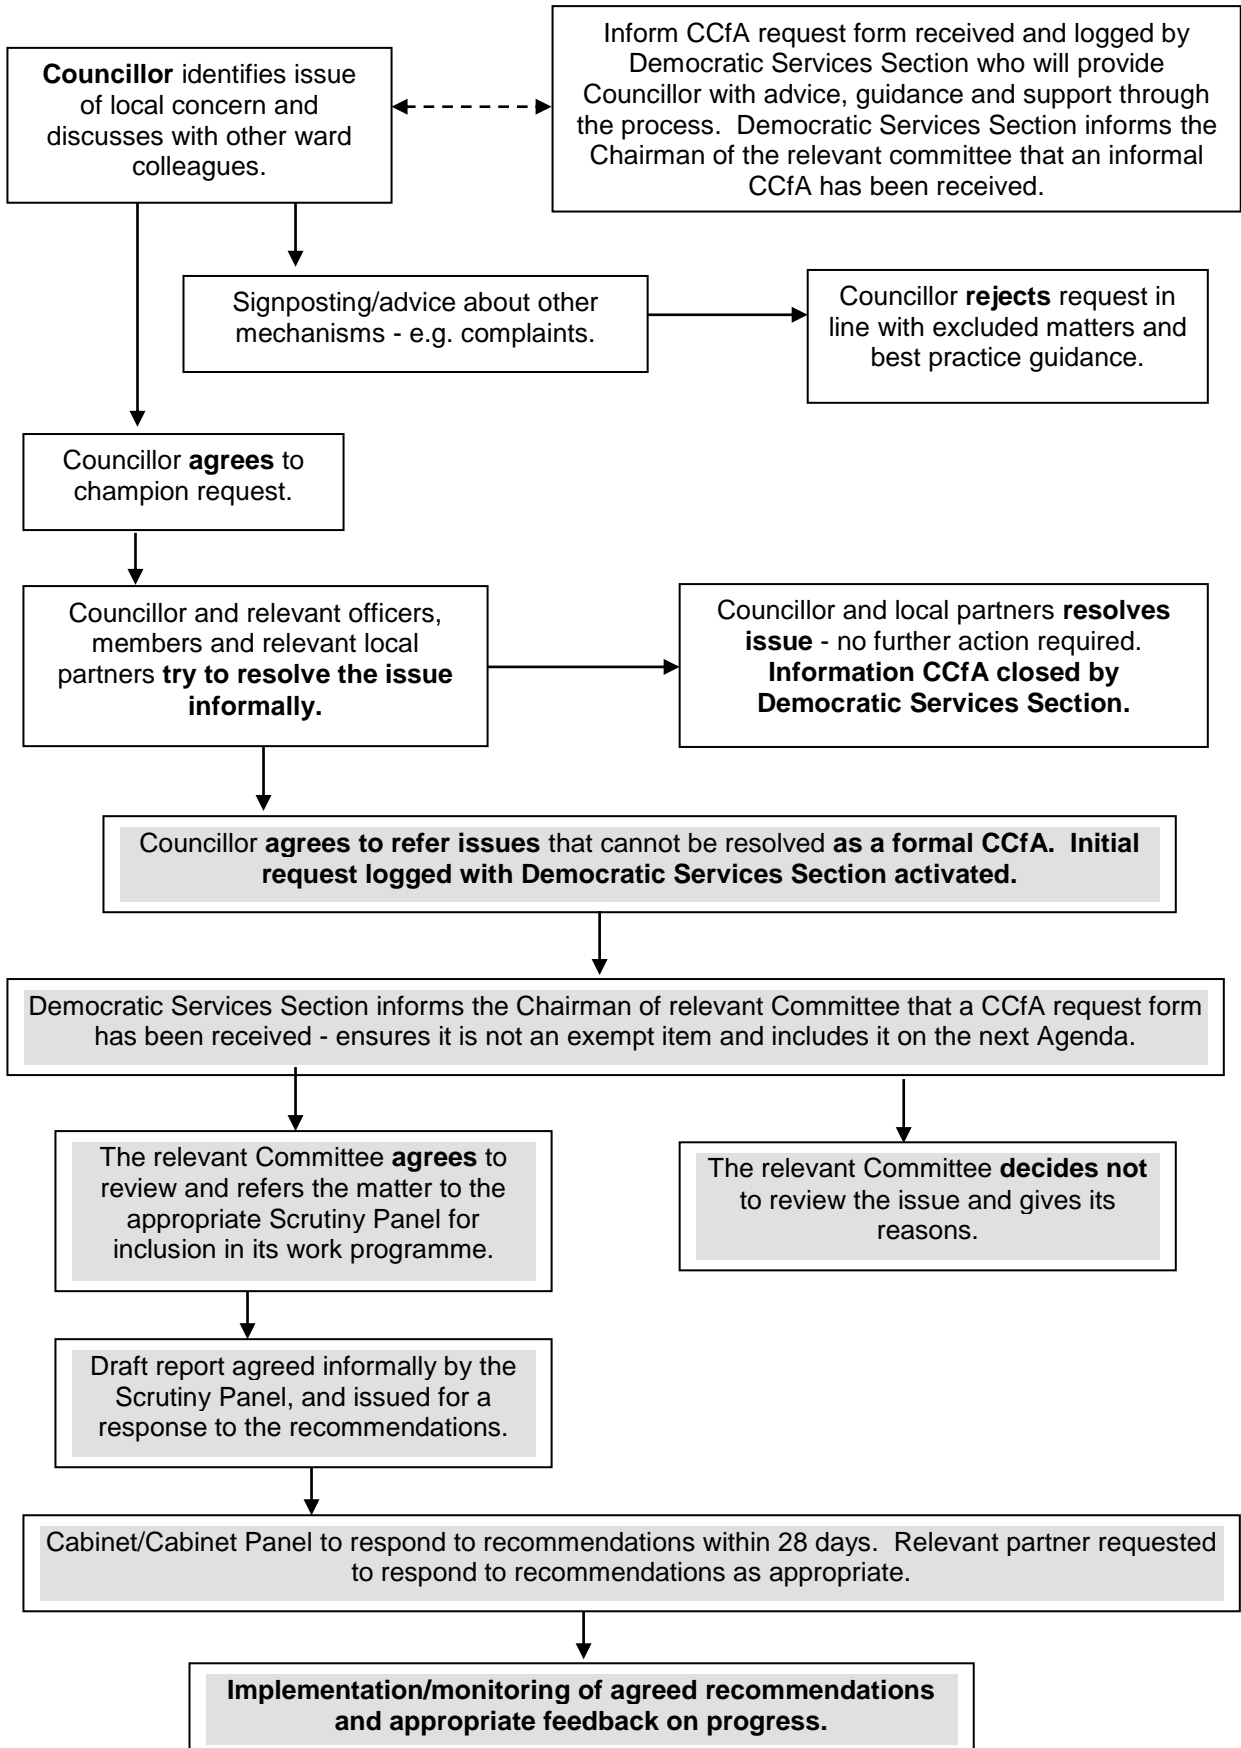 Councillor identifies issue
of local concern and
discusses with other ward
colleagues.
Inform CCfA request form received and logged by
Democratic Services Section who will provide
Councillor with advice, guidance and support through
the process.  Democratic Services Section informs the
Chairman of the relevant committee that an informal
CCfA has been received.
Signposting/advice about other
mechanisms - e.g. complaints.
Councillor rejects request in
line with excluded matters and
best practice guidance.
Councillor agrees to
champion request.
Councillor and relevant officers,
members and relevant local
partners try to resolve the issue
informally.
Councillor and local partners resolves
issue - no further action required.
Information CCfA closed by
Democratic Services Section.
Councillor agrees to refer issues that cannot be resolved as a formal CCfA.  Initial
request logged with Democratic Services Section activated.
Democratic Services Section informs the Chairman of relevant Committee that a CCfA request form
has been received - ensures it is not an exempt item and includes it on the next Agenda.
The relevant Committee agrees to
review and refers the matter to the
appropriate Scrutiny Panel for
inclusion in its work programme.
The relevant Committee decides not
to review the issue and gives its
reasons.
Draft report agreed informally by the
Scrutiny Panel, and issued for a
response to the recommendations.
Cabinet/Cabinet Panel to respond to recommendations within 28 days.  Relevant partner requested
to respond to recommendations as appropriate.
Implementation/monitoring of agreed recommendations
and appropriate feedback on progress.